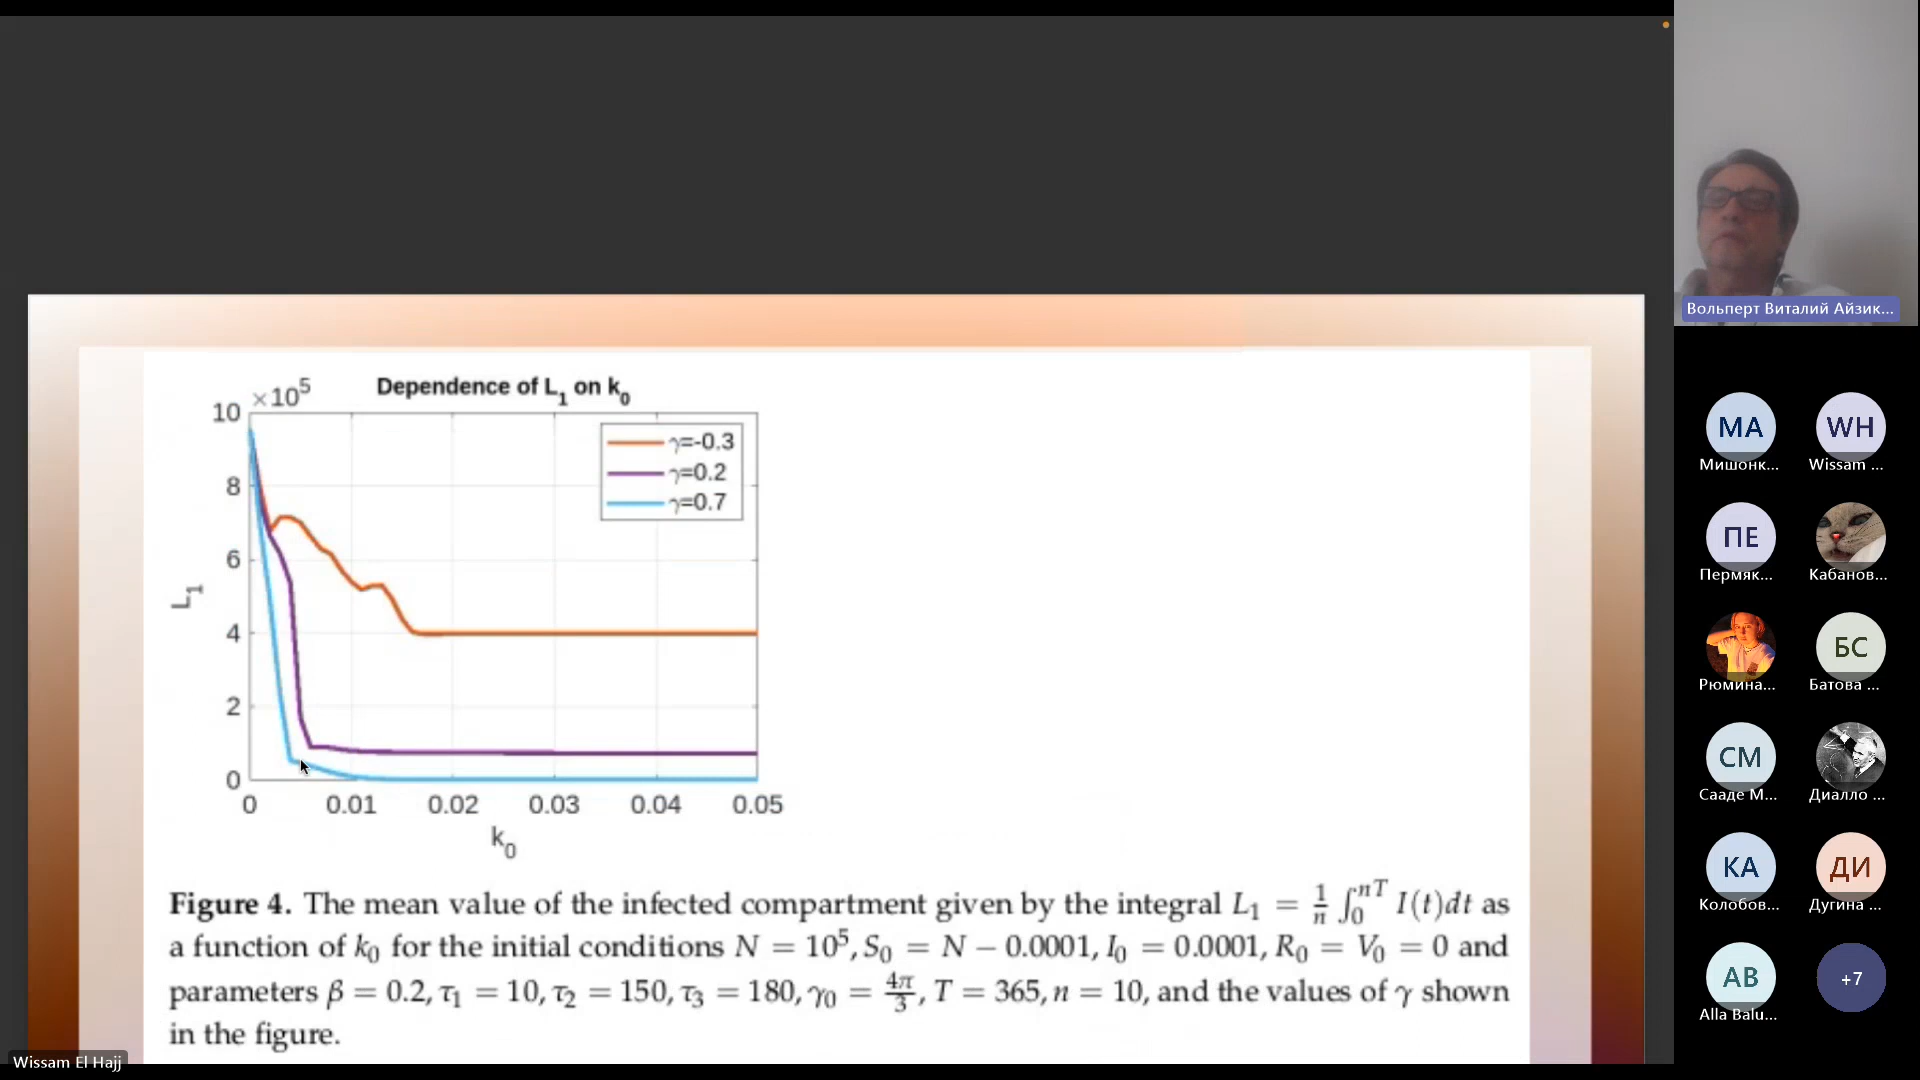 Dependence of L1 on k0
×10^5
10
8
6
4
2
0
L1
γ=-0.3
γ=0.2
γ=0.7
0 0.01 0.02 0.03 0.04 0.05
k0
Figure 4. The mean value of the infected compartment given by the integral L1 = 1/n ∫_0^{nT} I(t)dt as
a function of k0 for the initial conditions N = 10^5, S0 = N − 0.0001, I0 = 0.0001, R0 = V0 = 0 and
parameters β = 0.2, τ1 = 10, τ2 = 150, τ3 = 180, γ0 = 4π/3, T = 365, n = 10, and the values of γ shown
in the figure.
Wissam El Hajj
Вольперт Виталий Айзик...
МА
Мишонк...
WH
Wissam ...
ПЕ
Пермяк...
Кабанов...
Рюмина...
БС
Батова ...
СМ
Сааде М...
Диалло ...
КА
Колобов...
ДИ
Дугина ...
AB
Alla Balu...
+7